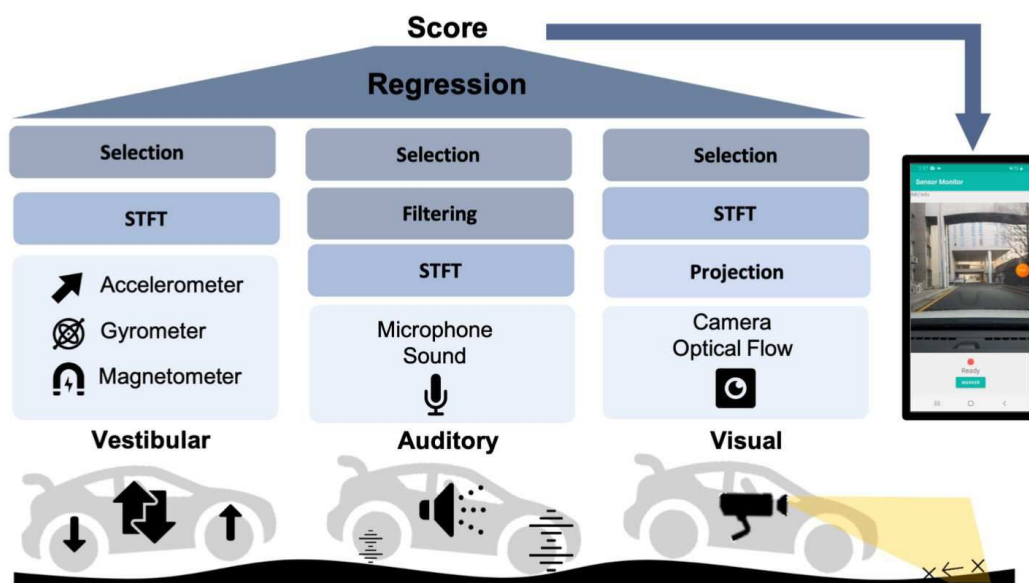 Score
Regression
Selection
Selection
Selection
STFT
Filtering
STFT
STFT
Projection
Accelerometer
Gyrometer
Magnetometer
Microphone
Sound
Camera
Optical Flow
Vestibular
Auditory
Visual
Sensor Monitor
Ready
MARKER